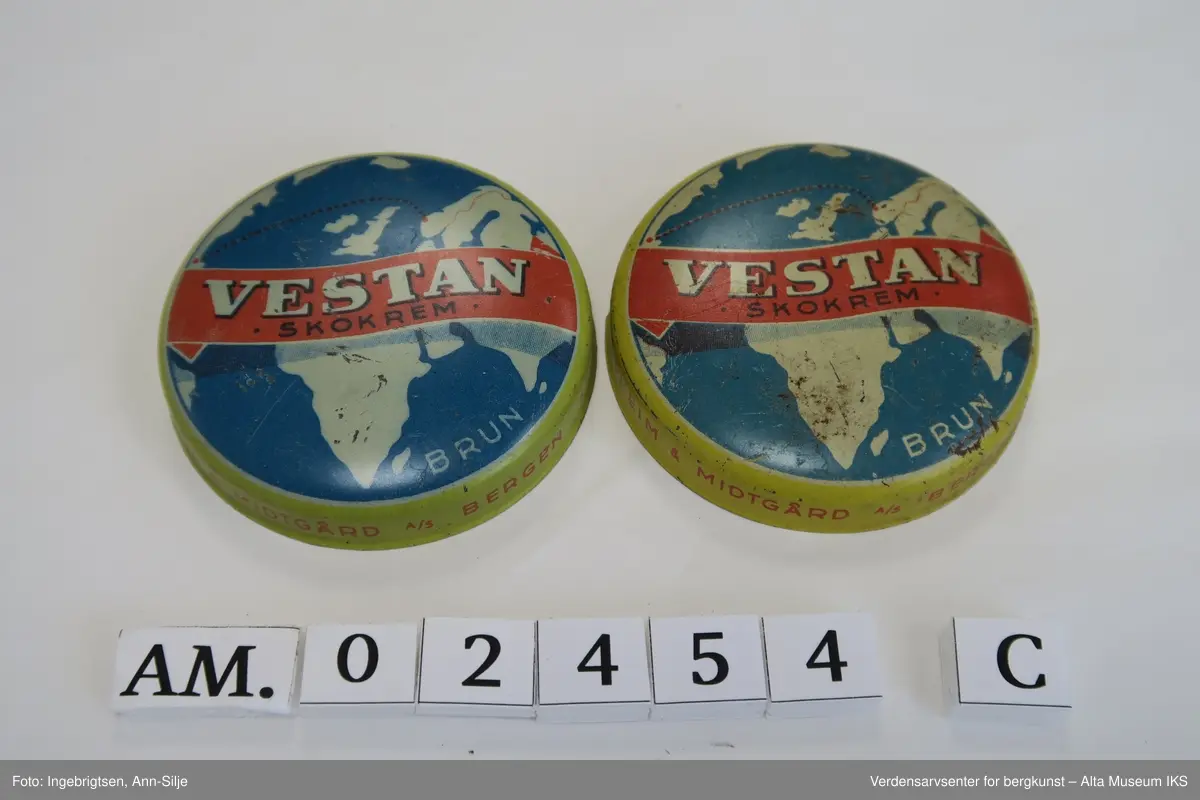 VESTAN
· SKOKREM ·
BRUN
MIDTGÅRD A/S BERGEN
VESTAN
· SKOKREM ·
BRUN
& MIDTGÅRD A/S
AM. 0 2 4 5 4 C
Foto: Ingebrigtsen, Ann-Silje
Verdensarvsenter for bergkunst – Alta Museum IKS